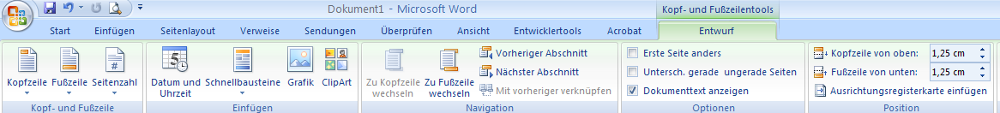 Dokument1 - Microsoft Word
Kopf- und Fußzeilentools
Start Einfügen Seitenlayout Verweise Sendungen Überprüfen Ansicht Entwicklertools Acrobat Entwurf
Kopfzeile Fußzeile Seitenzahl
Kopf- und Fußzeile
Datum und Uhrzeit
Schnellbausteine
Grafik
ClipArt
Einfügen
Zu Kopfzeile wechseln
Zu Fußzeile wechseln
Vorheriger Abschnitt
Nächster Abschnitt
Mit vorheriger verknüpfen
Navigation
Erste Seite anders
Untersch. gerade ungerade Seiten
Dokumenttext anzeigen
Optionen
Kopfzeile von oben: 1,25 cm
Fußzeile von unten: 1,25 cm
Ausrichtungsregisterkarte einfügen
Position